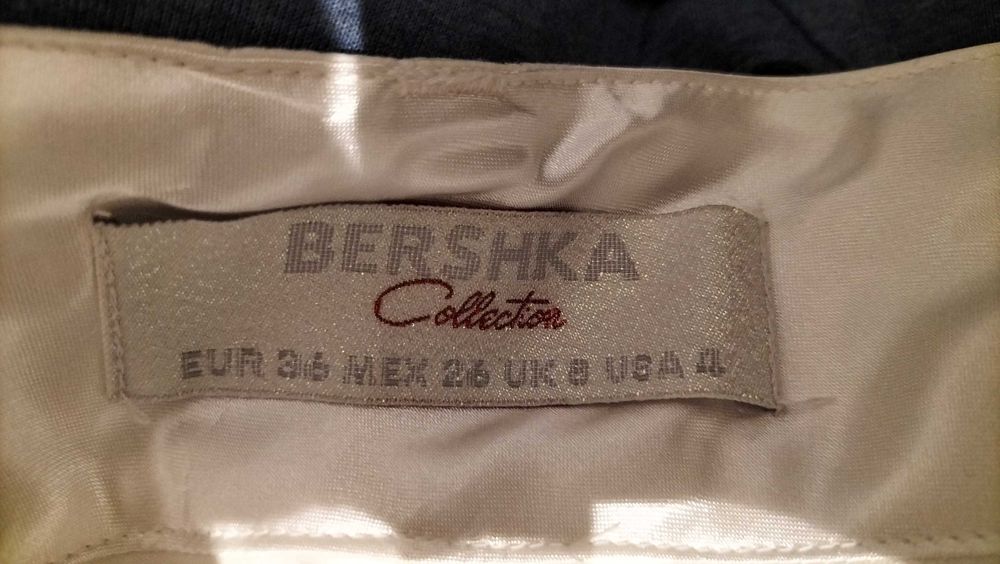 BERSHKA
Collection
EUR 36 MEX 26 UK 8 USA 4